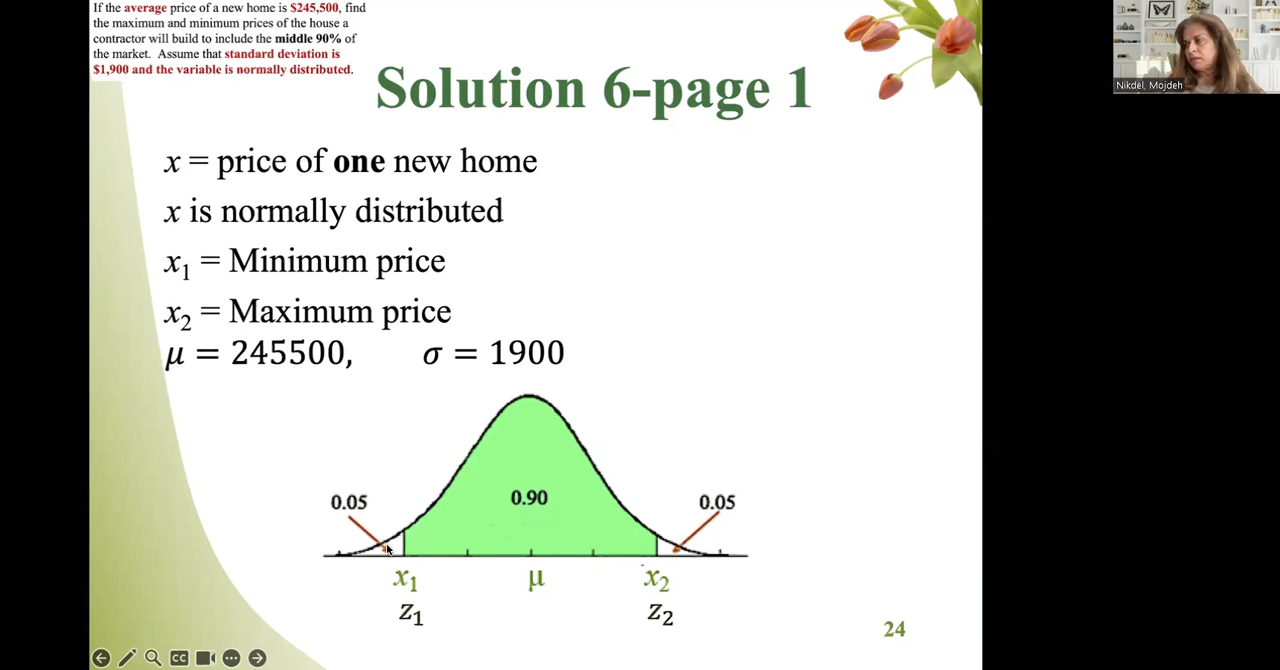 If the average price of a new home is $245,500, find
the maximum and minimum prices of the house a
contractor will build to include the middle 90% of
the market.  Assume that standard deviation is
$1,900 and the variable is normally distributed.
Nikdel, Mojdeh
Solution 6-page 1
x = price of one new home
x is normally distributed
x₁ = Minimum price
x₂ = Maximum price
μ = 245500, σ = 1900
0.05 0.90 0.05
x₁ μ x₂
z₁ z₂
24
CC